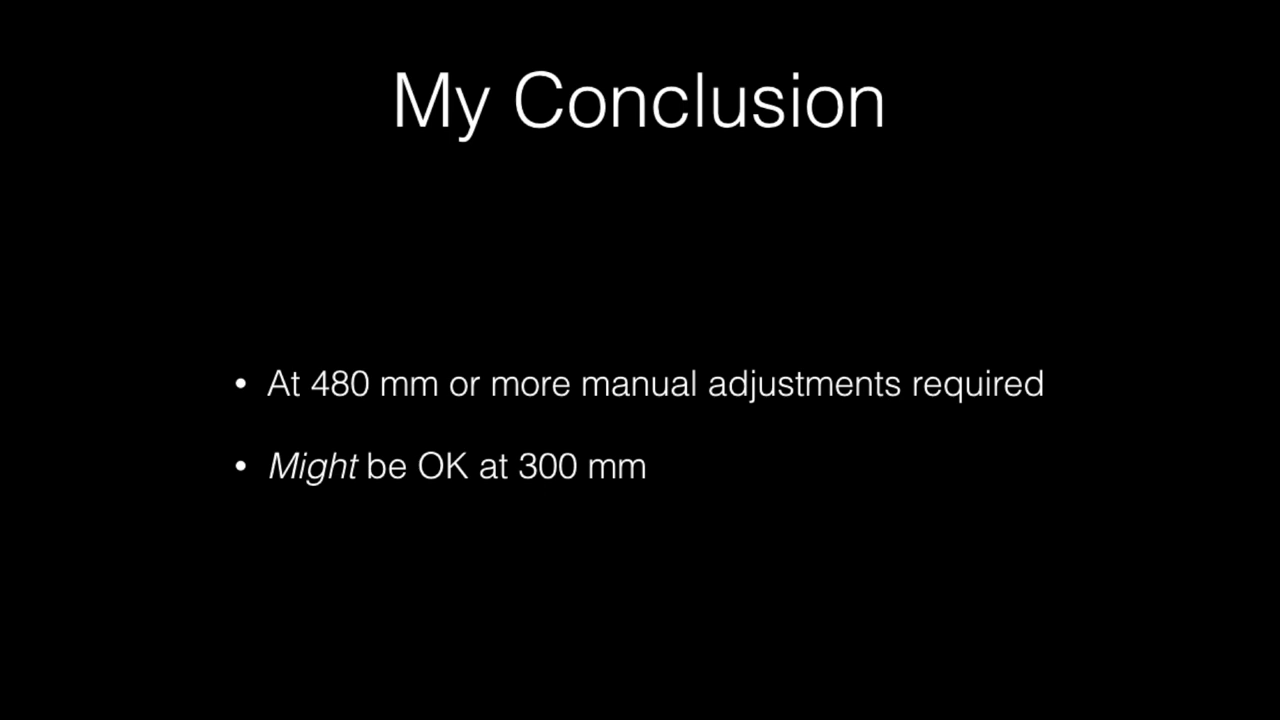 My Conclusion
• At 480 mm or more manual adjustments required
• Might be OK at 300 mm